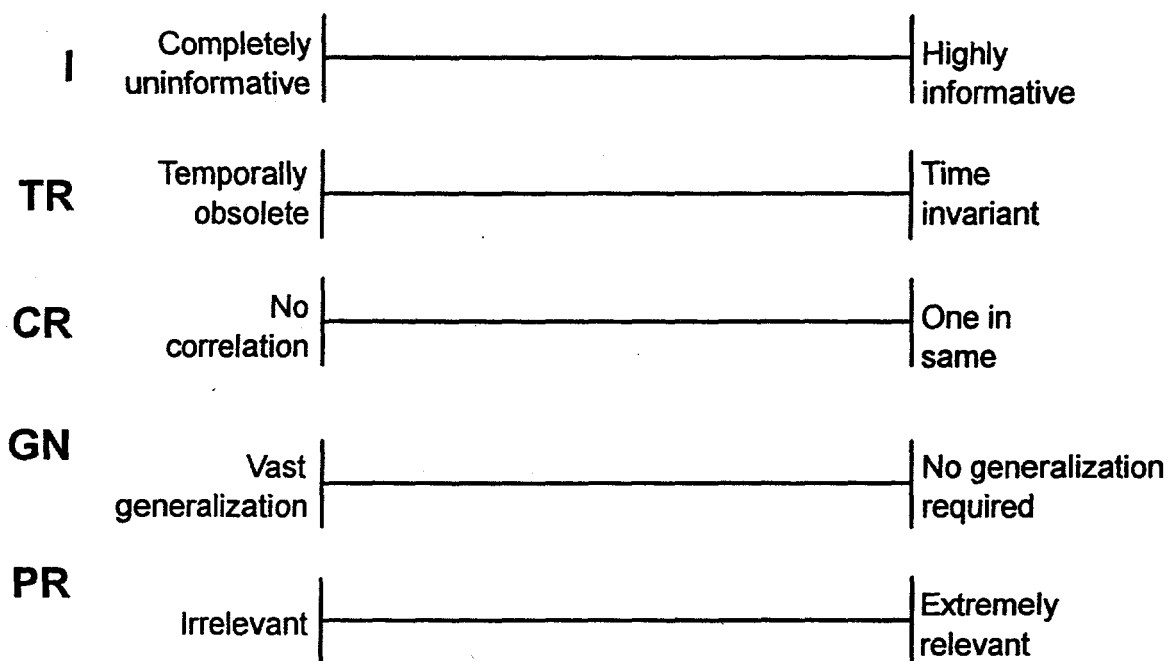 I
Completely
uninformative
Highly
informative
TR
Temporally
obsolete
Time
invariant
CR
No
correlation
One in
same
GN
Vast
generalization
No generalization
required
PR
Irrelevant
Extremely
relevant